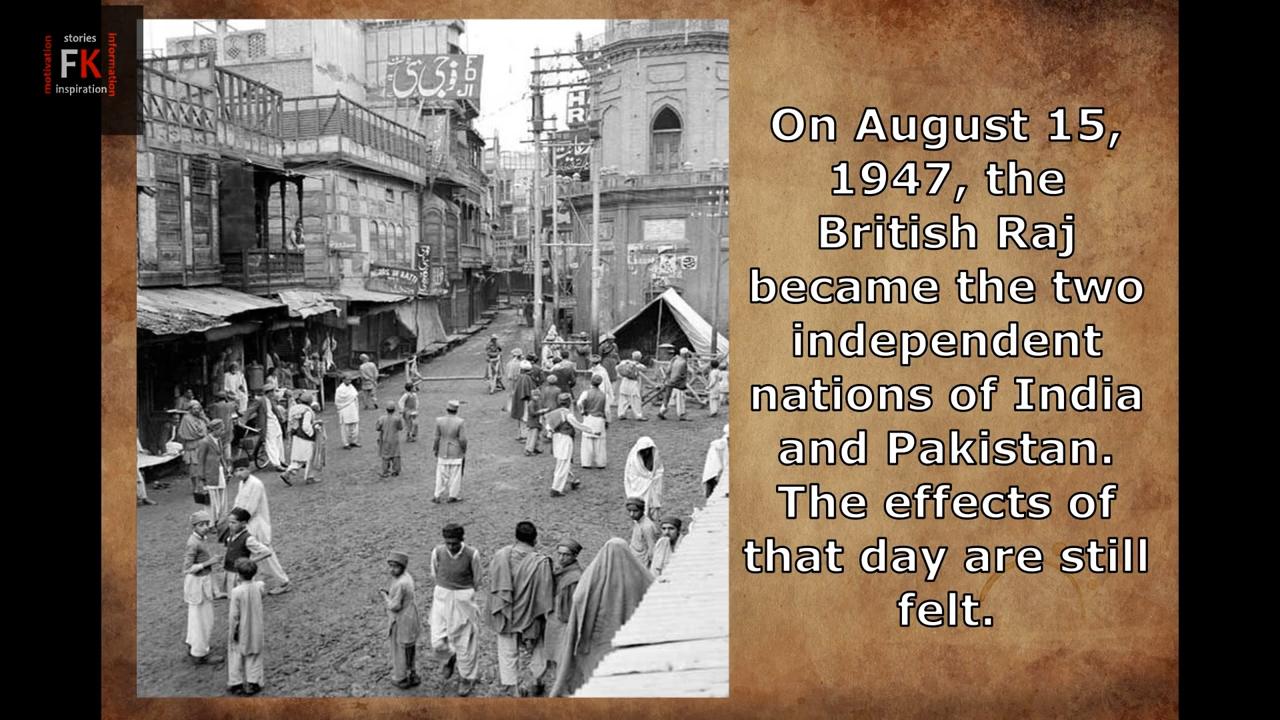 stories
motivation
FK
information
inspiration
On August 15,
1947, the
British Raj
became the two
independent
nations of India
and Pakistan.
The effects of
that day are still
felt.